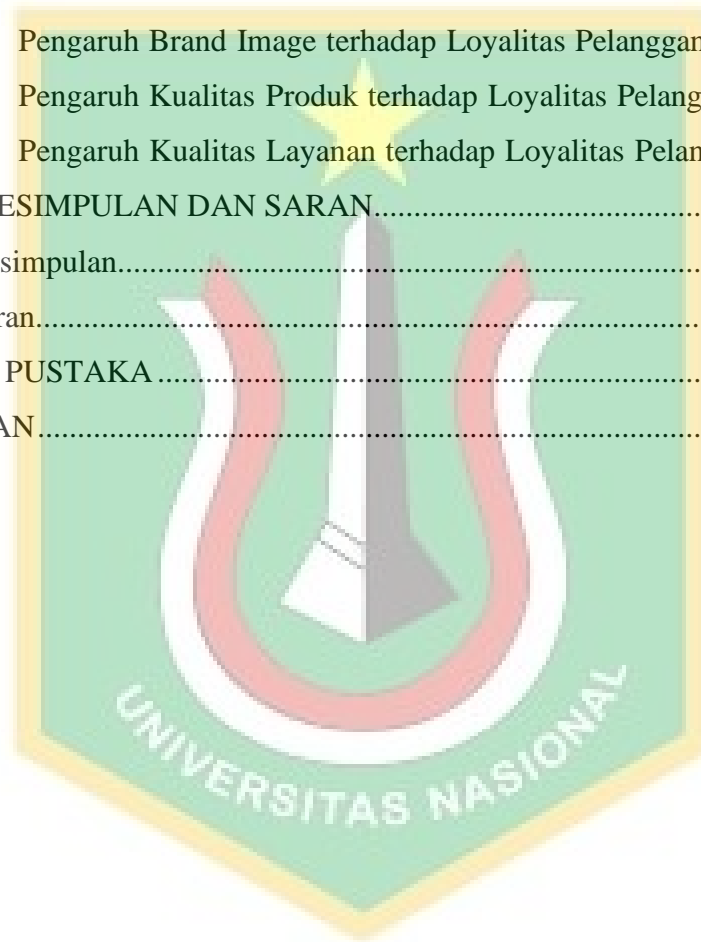 Pengaruh Brand Image terhadap Loyalitas Pelanggan
Pengaruh Kualitas Produk terhadap Loyalitas Pelang
Pengaruh Kualitas Layanan terhadap Loyalitas Pelan
ESIMPULAN DAN SARAN....................................................
simpulan....................................................................................
ran..............................................................................................
PUSTAKA................................................................................
AN..............................................................................................
UNIVERSITAS NASIONAL